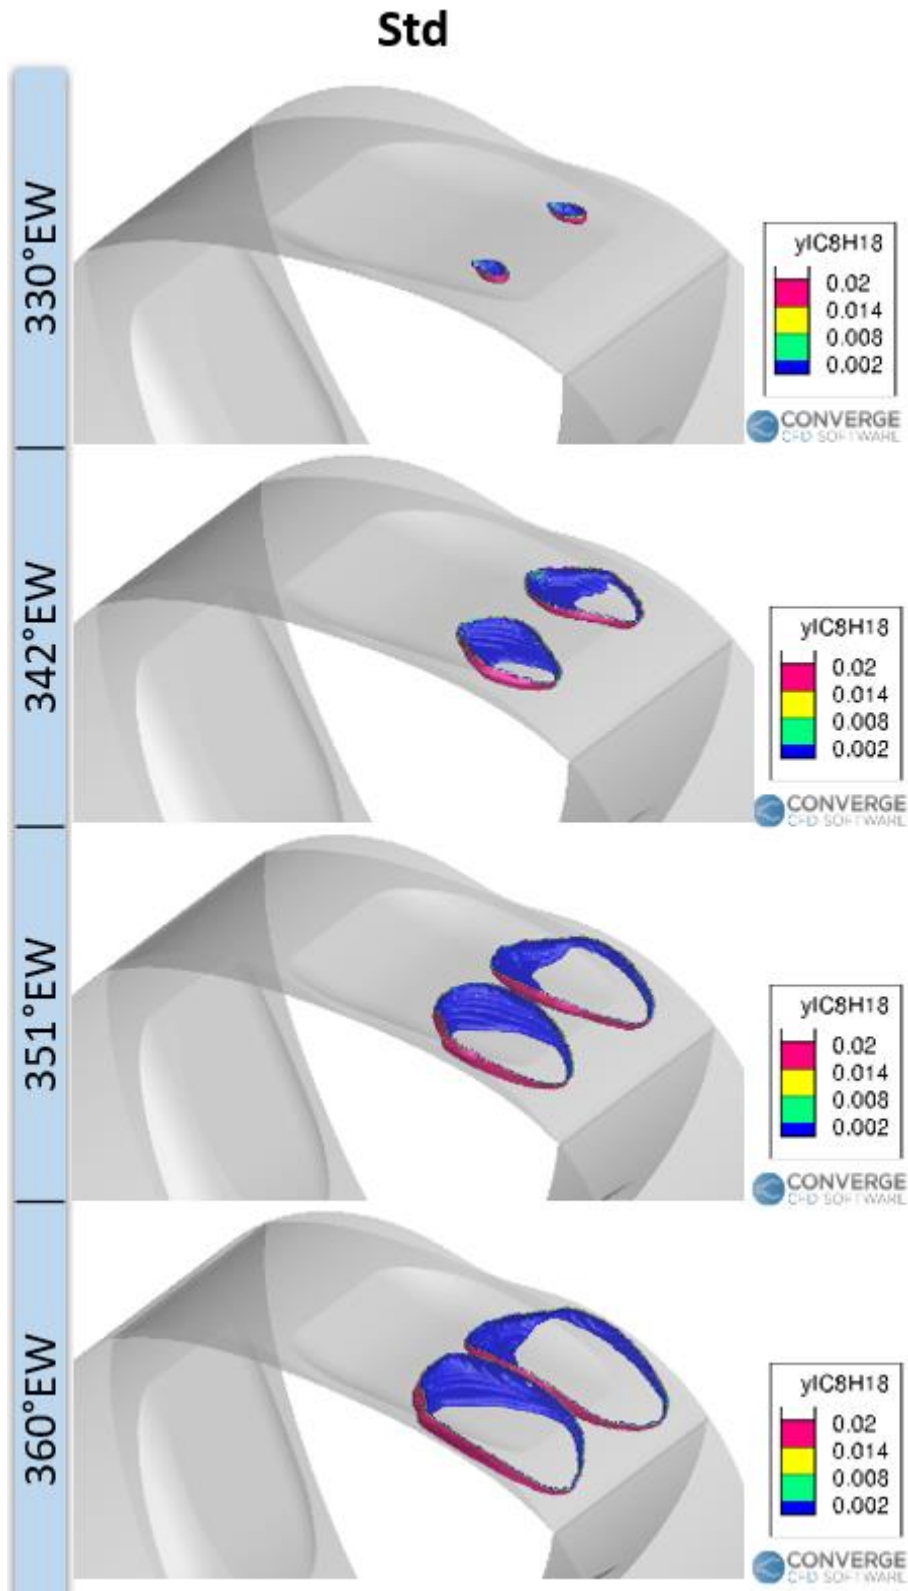 Std
330°EW
yIC8H18
0.02
0.014
0.008
0.002
CONVERGE
CFD SOFTWARE
342°EW
yIC8H18
0.02
0.014
0.008
0.002
CONVERGE
CFD SOFTWARE
351°EW
yIC8H18
0.02
0.014
0.008
0.002
CONVERGE
CFD SOFTWARE
360°EW
yIC8H18
0.02
0.014
0.008
0.002
CONVERGE
CFD SOFTWARE